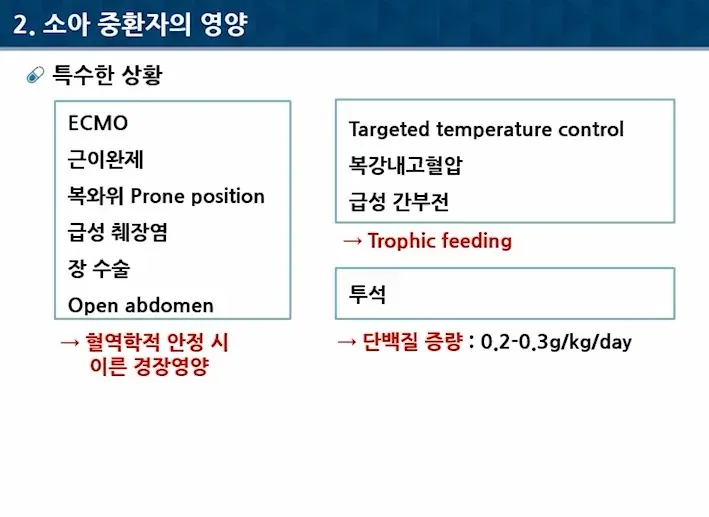 2. 소아 중환자의 영양
특수한 상황
ECMO
근이완제
복와위 Prone position
급성 췌장염
장 수술
Open abdomen
→ 혈역학적 안정 시
이른 경장영양
Targeted temperature control
복강내고혈압
급성 간부전
→ Trophic feeding
투석
→ 단백질 증량 : 0.2-0.3g/kg/day